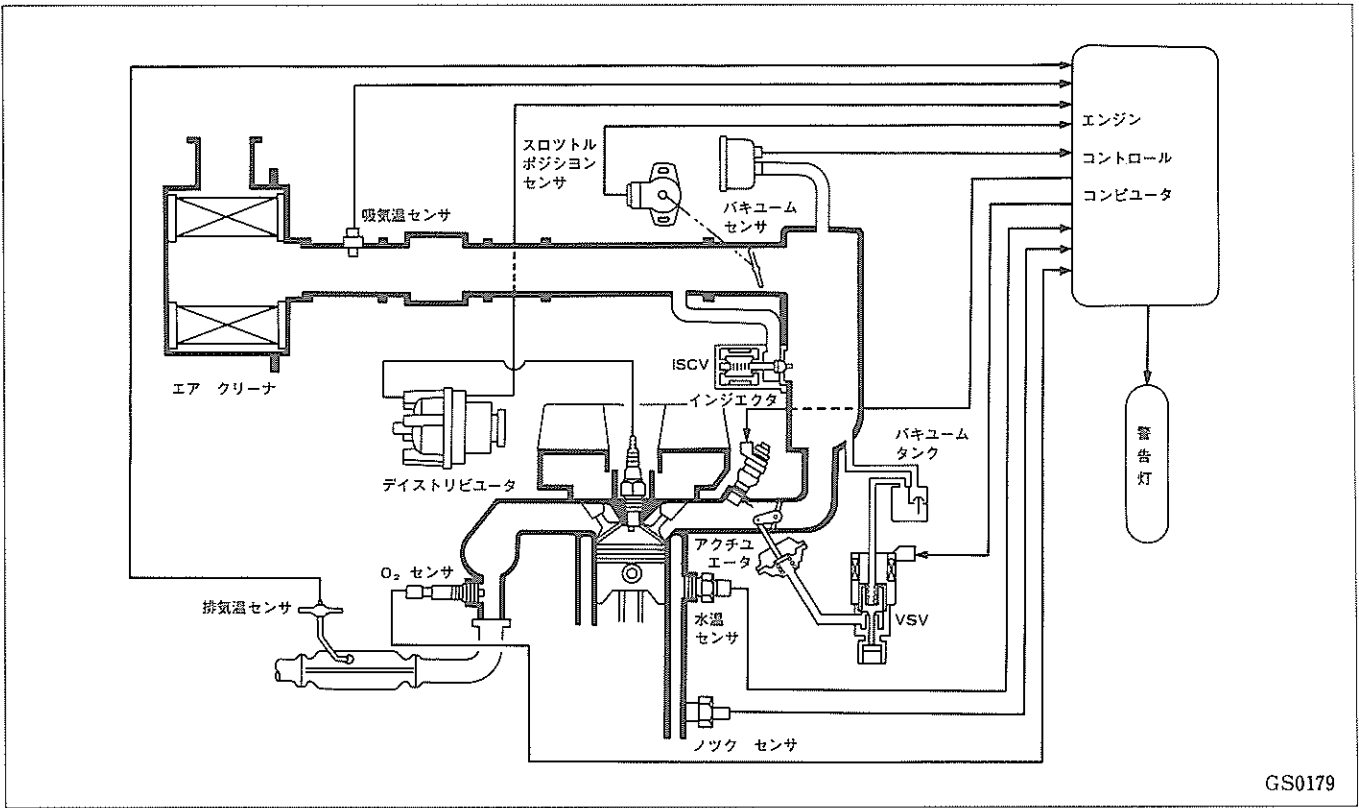 スロツトル
ポジシヨン
センサ
エンジン
コントロール
コンピュータ
吸気温センサ
バキユーム
センサ
エア クリーナ
ISCV
インジエクタ
デイストリビユータ
バキユーム
タンク
警
告
灯
O₂ センサ
アクチユ
エータ
排気温センサ
水温
センサ
VSV
ノツク センサ
GS0179